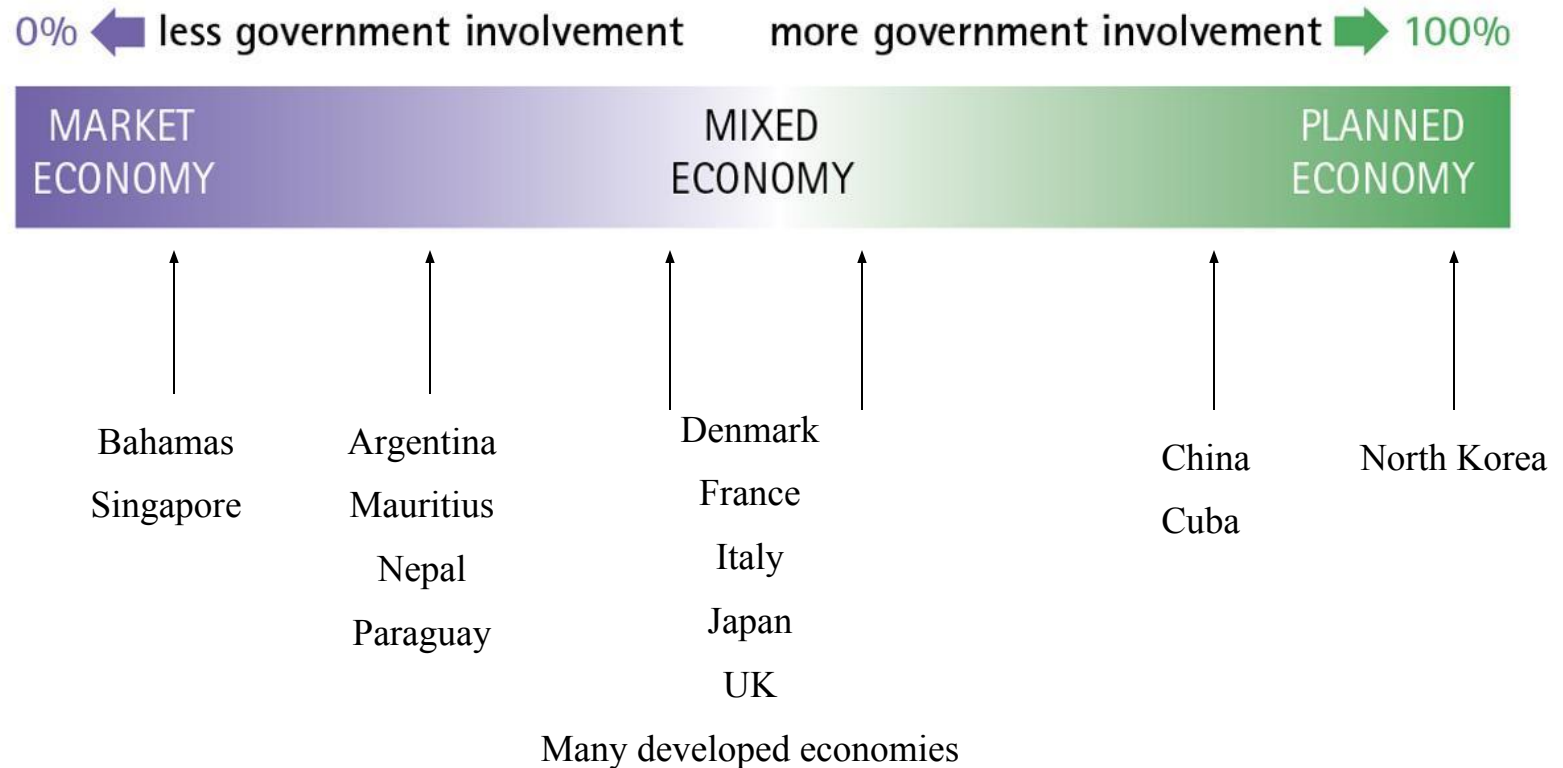 0% less government involvement more government involvement 100%
MARKET
ECONOMY
MIXED
ECONOMY
PLANNED
ECONOMY
Bahamas
Singapore
Argentina
Mauritius
Nepal
Paraguay
Denmark
France
Italy
Japan
UK
Many developed economies
China
Cuba
North Korea